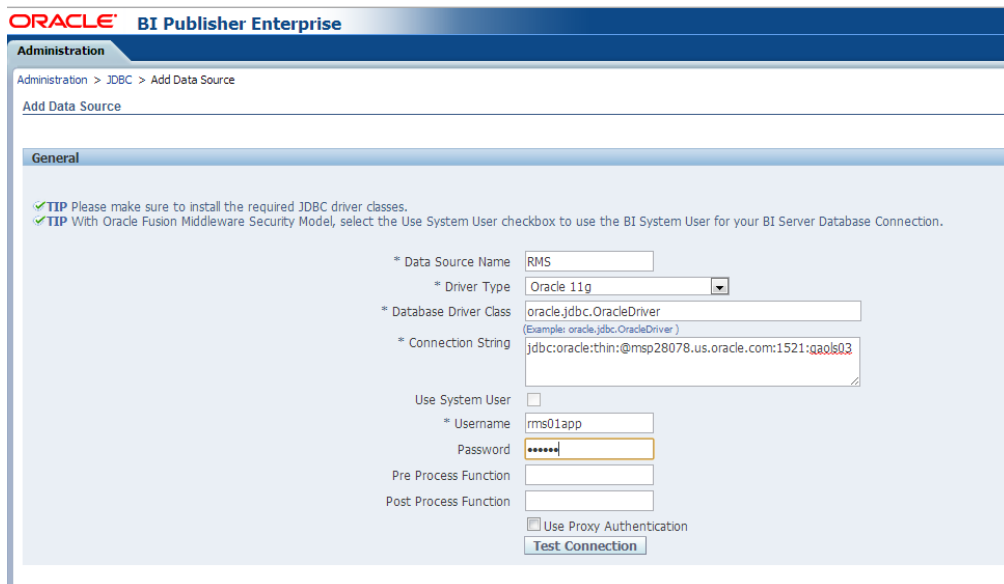 ORACLE BI Publisher Enterprise
Administration
Administration > JDBC > Add Data Source
Add Data Source
General
TIP Please make sure to install the required JDBC driver classes.
TIP With Oracle Fusion Middleware Security Model, select the Use System User checkbox to use the BI System User for your BI Server Database Connection.
* Data Source Name RMS
* Driver Type Oracle 11g
* Database Driver Class oracle.jdbc.OracleDriver
(Example: oracle.jdbc.OracleDriver )
* Connection String jdbc:oracle:thin:@msp28078.us.oracle.com:1521:qaols03
Use System User
* Username rms01app
Password ••••••
Pre Process Function
Post Process Function
Use Proxy Authentication
Test Connection